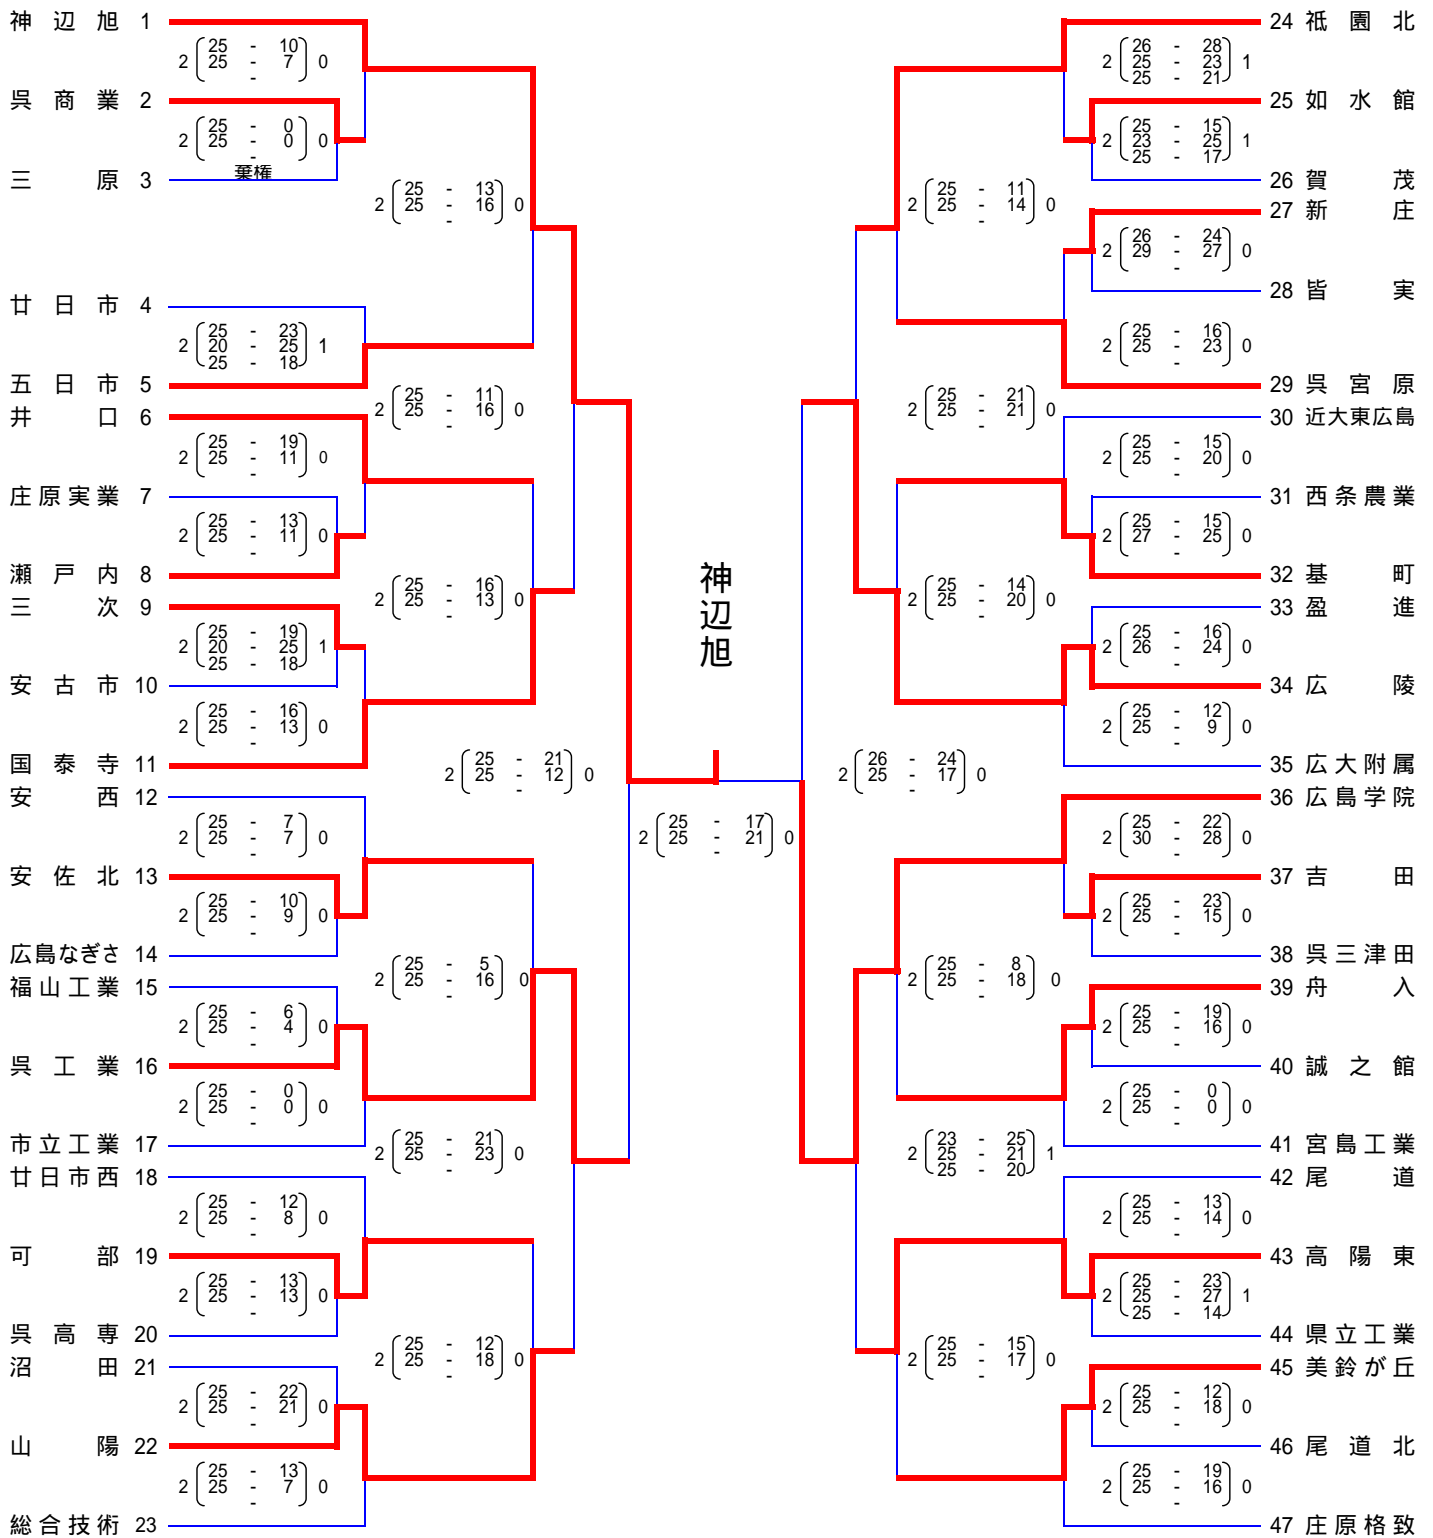 神辺旭 1
2 25 - 10 0
25 - 7
-
呉商業 2
2 25 - 0 0
25 - 0
-
棄権
三原 3
2 25 - 13 0
25 - 16
-
廿日市 4
2 25 - 23 1
20 - 25
25 - 18
五日市 5
2 25 - 11 0
25 - 16
-
井口 6
2 25 - 19 0
25 - 11
-
庄原実業 7
2 25 - 13 0
25 - 11
-
瀬戸内 8
2 25 - 16 0
25 - 13
-
三次 9
2 25 - 19 1
20 - 25
25 - 18
安古市 10
2 25 - 16 0
25 - 13
-
国泰寺 11
2 25 - 21 0
25 - 12
-
安西 12
2 25 - 7 0
25 - 7
-
安佐北 13
2 25 - 10 0
25 - 9
-
広島なぎさ 14
2 25 - 5 0
25 - 16
-
福山工業 15
2 25 - 6 0
25 - 4
-
呉工業 16
2 25 - 0 0
25 - 0
-
市立工業 17
2 25 - 21 0
25 - 23
-
廿日市西 18
2 25 - 12 0
25 - 8
-
可部 19
2 25 - 13 0
25 - 13
-
呉高専 20
2 25 - 12 0
25 - 18
-
沼田 21
2 25 - 22 0
25 - 21
-
山陽 22
2 25 - 13 0
25 - 7
-
総合技術 23
神辺旭
2 25 - 17 0
25 - 21
-
24 祇園北
2 26 - 28 1
25 - 23
25 - 21
25 如水館
2 25 - 15 1
23 - 25
25 - 17
26 賀茂
2 25 - 11 0
25 - 14
-
27 新庄
2 26 - 24 0
29 - 27
-
28 皆実
2 25 - 16 0
25 - 23
-
29 呉宮原
2 25 - 21 0
25 - 21
-
30 近大東広島
2 25 - 15 0
25 - 20
-
31 西条農業
2 25 - 15 0
27 - 25
-
32 基町
2 25 - 14 0
25 - 20
-
33 盈進
2 25 - 16 0
26 - 24
-
34 広陵
2 25 - 12 0
25 - 9
-
35 広大附属
2 26 - 24 0
25 - 17
-
36 広島学院
2 25 - 22 0
30 - 28
-
37 吉田
2 25 - 23 0
25 - 15
-
38 呉三津田
2 25 - 8 0
25 - 18
-
39 舟入
2 25 - 19 0
25 - 16
-
40 誠之館
2 25 - 0 0
25 - 0
-
41 宮島工業
2 23 - 25 1
25 - 21
25 - 20
42 尾道
2 25 - 13 0
25 - 14
-
43 高陽東
2 25 - 23 1
25 - 27
25 - 14
44 県立工業
2 25 - 15 0
25 - 17
-
45 美鈴が丘
2 25 - 12 0
25 - 18
-
46 尾道北
2 25 - 19 0
25 - 16
-
47 庄原格致